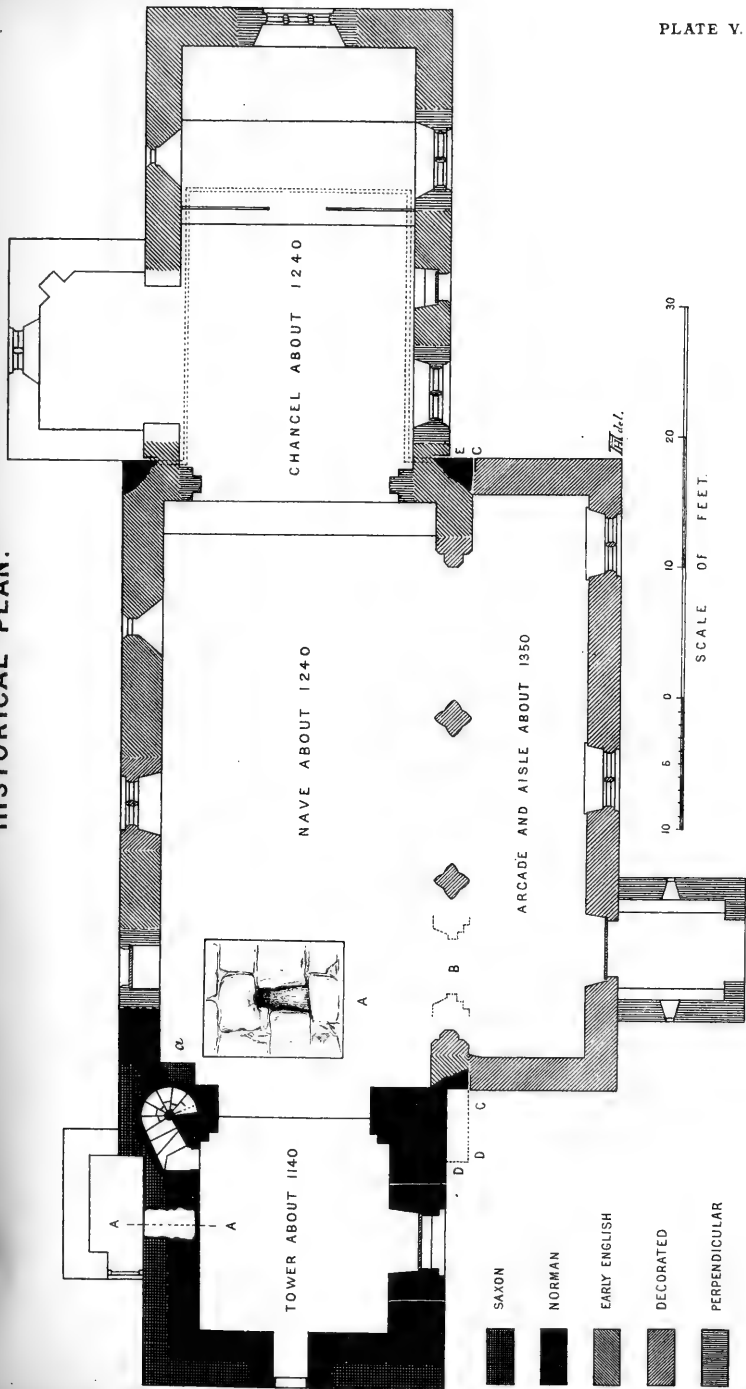 PLATE V.
HISTORICAL PLAN.
CHANCEL ABOUT 1240
NAVE ABOUT 1240
ARCADE AND AISLE ABOUT 1350
TOWER ABOUT 1140
a
A
A
A
B
C
D
D
E
C
del.
10 5 0 10 20 30
SCALE OF FEET.
SAXON
NORMAN
EARLY ENGLISH
DECORATED
PERPENDICULAR